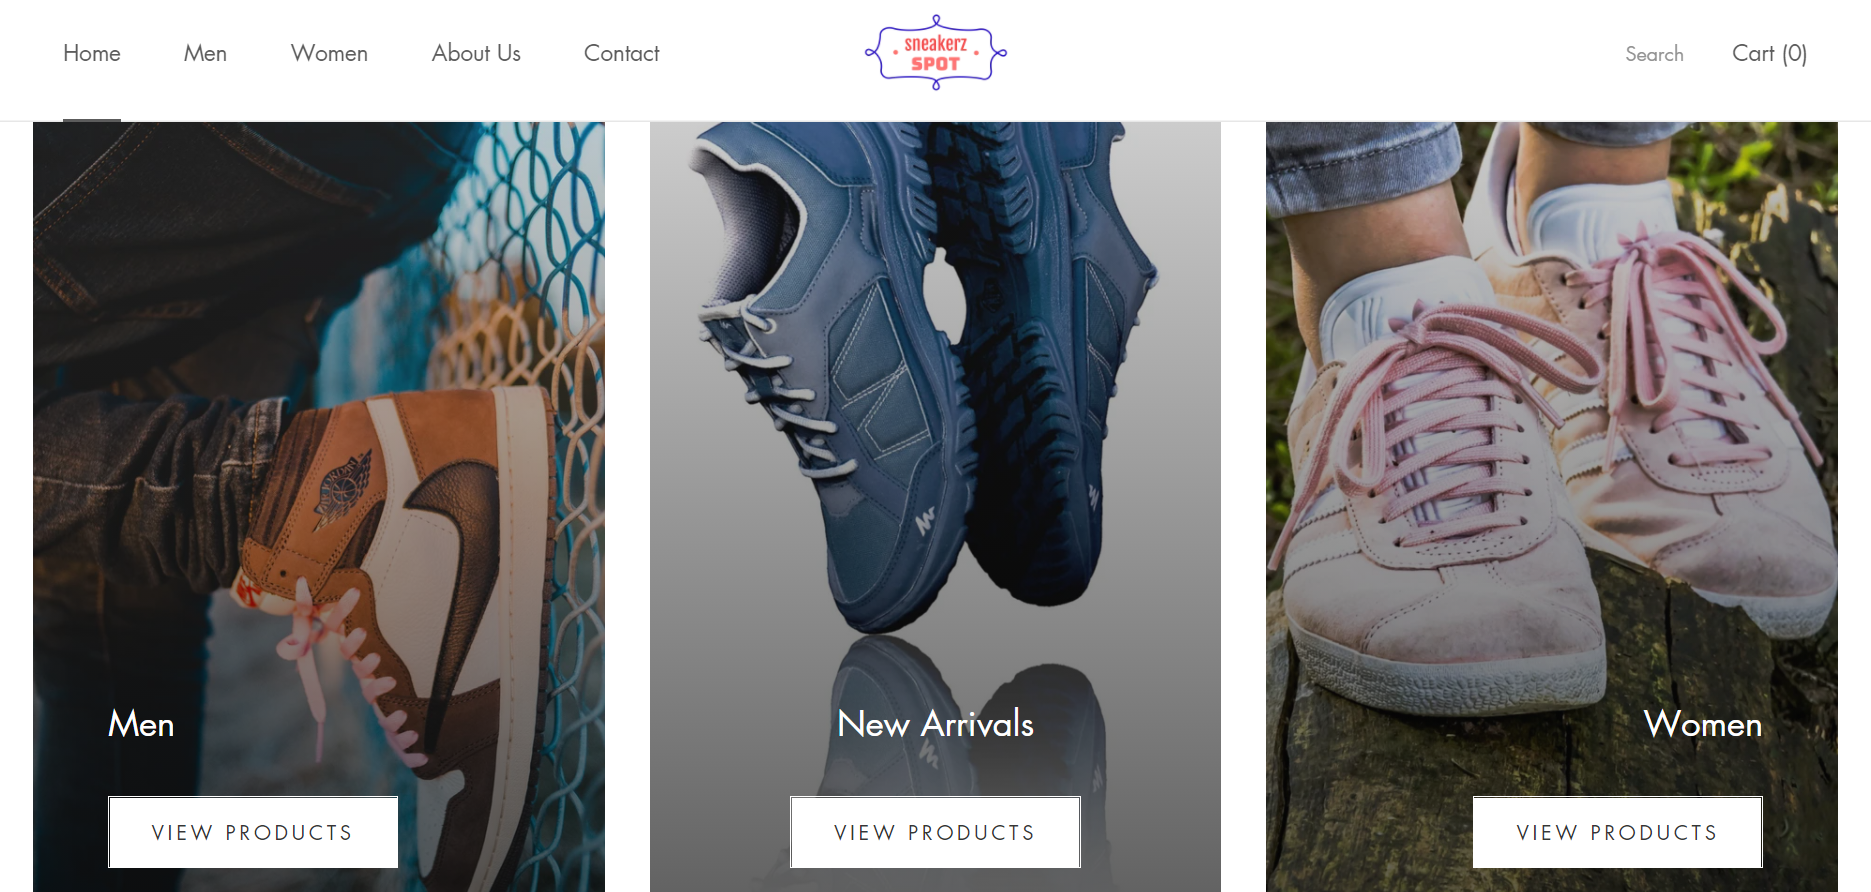 Home
Men
Women
About Us
Contact
sneakerz
SPOT
Search
Cart (0)
Men
VIEW PRODUCTS
New Arrivals
VIEW PRODUCTS
Women
VIEW PRODUCTS